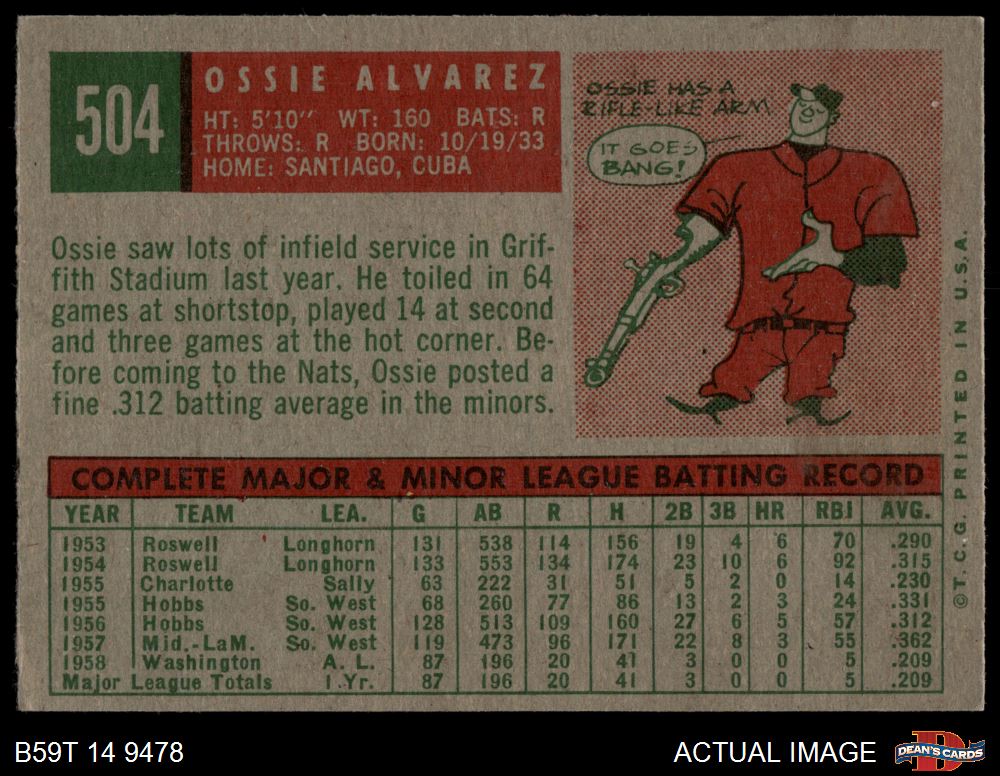 504
OSSIE ALVAREZ
HT: 5'10" WT: 160 BATS: R
THROWS: R BORN: 10/19/33
HOME: SANTIAGO, CUBA
OSSIE HAS A
RIFLE-LIKE ARM
IT GOES
BANG!
Ossie saw lots of infield service in Grif-
fith Stadium last year. He toiled in 64
games at shortstop, played 14 at second
and three games at the hot corner. Be-
fore coming to the Nats, Ossie posted a
fine .312 batting average in the minors.
COMPLETE MAJOR & MINOR LEAGUE BATTING RECORD
YEAR TEAM LEA. G AB R H 2B 3B HR RBI AVG.
1953 Roswell Longhorn 131 538 114 156 19 4 6 70 .290
1954 Roswell Longhorn 133 553 134 174 23 10 6 92 .315
1955 Charlotte Sally 63 222 31 51 5 2 0 14 .230
1955 Hobbs So. West 68 260 77 86 13 2 3 24 .331
1956 Hobbs So. West 128 513 109 160 27 6 5 57 .312
1957 Mid.-LaM. So. West 119 473 96 171 22 8 3 55 .362
1958 Washington A. L. 87 196 20 41 3 0 0 5 .209
Major League Totals 1 Yr. 87 196 20 41 3 0 0 5 .209
© T. C. G. PRINTED IN U.S.A.
B59T 14 9478
ACTUAL IMAGE
D
DEAN'S CARDS